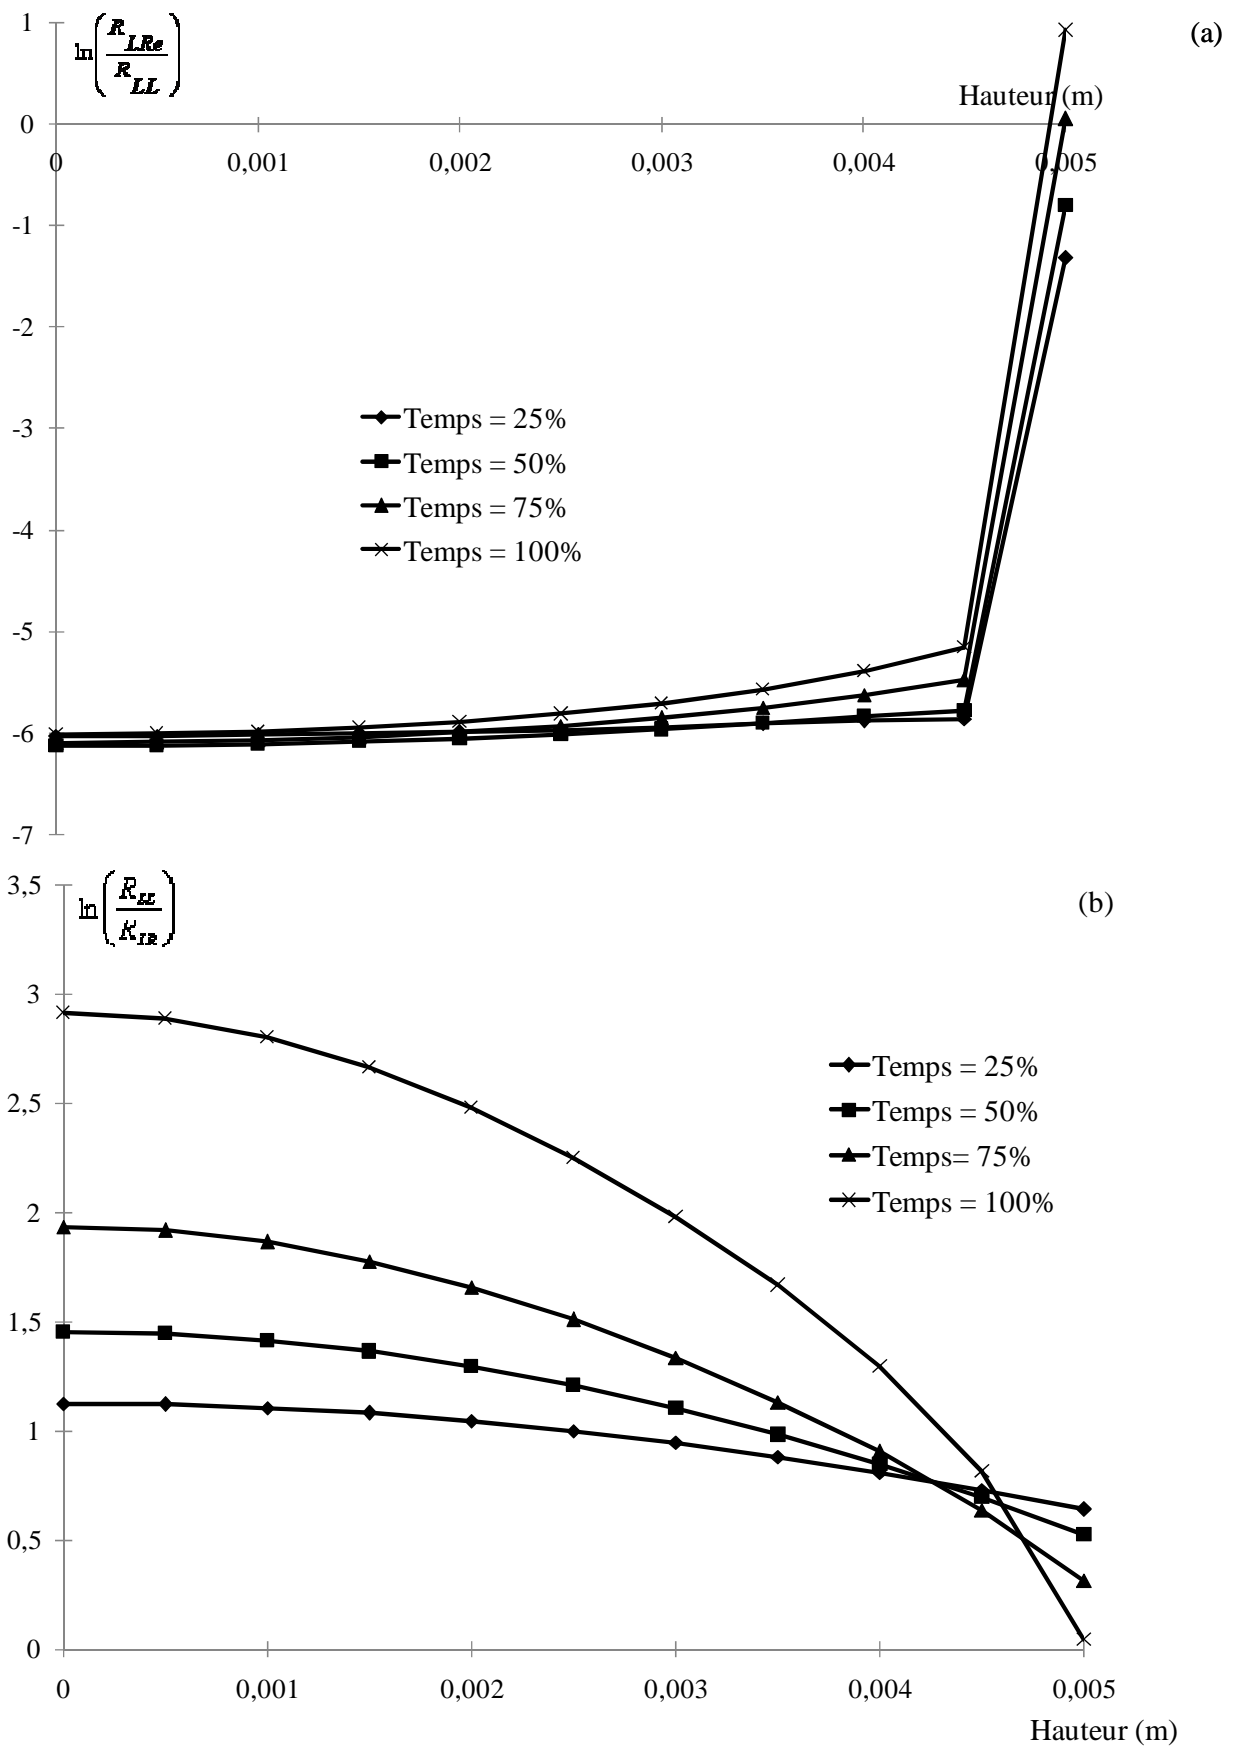 1
ln(R_LRe / R_LL)
(a)
Hauteur (m)
0
0 0,001 0,002 0,003 0,004 0,005
-1
-2
-3
Temps = 25%
Temps = 50%
Temps = 75%
Temps = 100%
-4
-5
-6
-7
3,5
ln(R_LL / R_LR)
(b)
3
Temps = 25%
Temps = 50%
Temps= 75%
Temps = 100%
2,5
2
1,5
1
0,5
0
0 0,001 0,002 0,003 0,004 0,005
Hauteur (m)